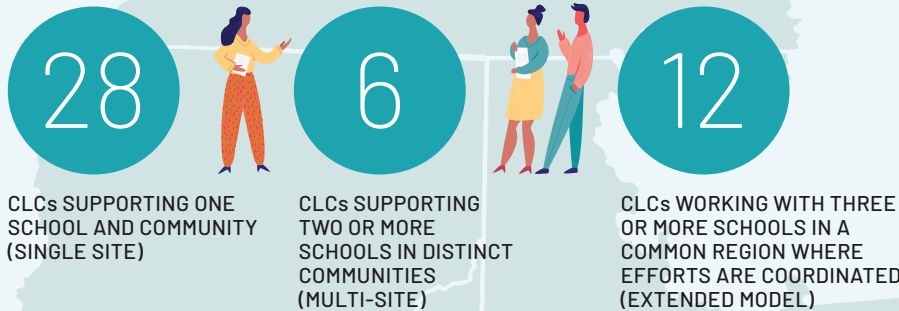 28
CLCs SUPPORTING ONE
SCHOOL AND COMMUNITY
(SINGLE SITE)
6
CLCs SUPPORTING
TWO OR MORE
SCHOOLS IN DISTINCT
COMMUNITIES
(MULTI-SITE)
12
CLCs WORKING WITH THREE
OR MORE SCHOOLS IN A
COMMON REGION WHERE
EFFORTS ARE COORDINATED
(EXTENDED MODEL)